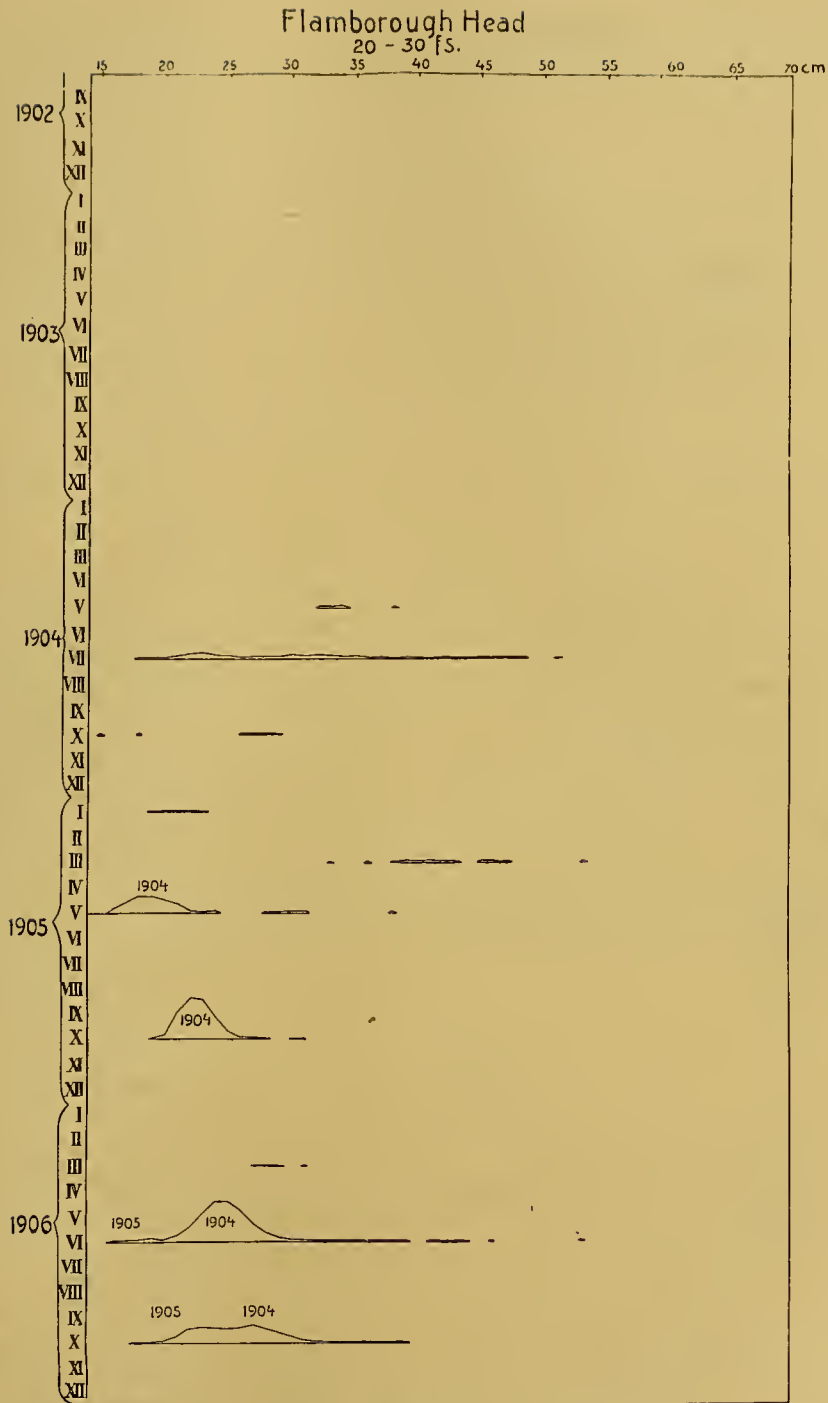 Flamborough Head
20 - 30 fs.
15 20 25 30 35 40 45 50 55 60 65 70 cm
1902
IX
X
XI
XII
1903
I
II
III
IV
V
VI
VII
VIII
IX
X
XI
XII
1904
I
II
III
VI
V
VI
VII
VIII
IX
X
XI
XII
1905
I
II
III
IV
1904
V
VI
VII
VIII
IX
1904
X
XI
XII
1906
I
II
III
IV
V
1905 1904
VI
VII
VIII
IX
1905 1904
X
XI
XII